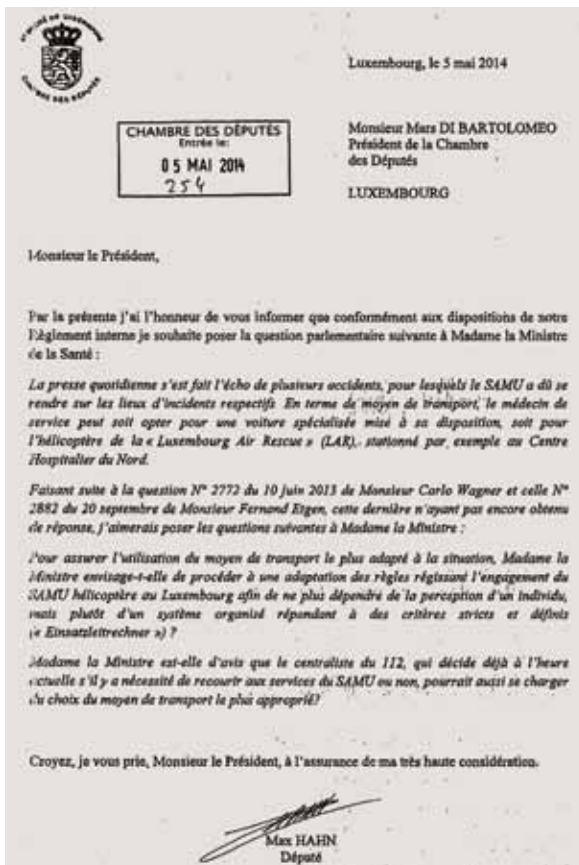 CHAMBRE DES DÉPUTÉS
Luxembourg, le 5 mai 2014
CHAMBRE DES DÉPUTÉS
Entrée le:
05 MAI 2014
254
Monsieur Mars DI BARTOLOMEO
Président de la Chambre
des Députés
LUXEMBOURG
Monsieur le Président,
Par la présente j'ai l'honneur de vous informer que conformément aux dispositions de notre
Règlement interne je souhaite poser la question parlementaire suivante à Madame la Ministre
de la Santé :
La presse quotidienne s'est fait l'écho de plusieurs accidents, pour lesquels le SAMU a dû se
rendre sur les lieux d'incidents respectifs. En terme de moyen de transport, le médecin de
service peut soit opter pour une voiture spécialisée mise à sa disposition, soit pour
l'hélicoptère de la « Luxembourg Air Rescue » (LAR), stationné par exemple au Centre
Hospitalier du Nord.
Faisant suite à la question N° 2772 du 10 juin 2013 de Monsieur Carlo Wagner et celle N°
2882 du 20 septembre de Monsieur Fernand Etgen, cette dernière n'ayant pas encore obtenu
de réponse, j'aimerais poser les questions suivantes à Madame la Ministre :
Pour assurer l'utilisation du moyen de transport le plus adapté à la situation, Madame la
Ministre envisage-t-elle de procéder à une adaptation des règles régissant l'engagement du
SAMU hélicoptère au Luxembourg afin de ne plus dépendre de la perception d'un individu,
mais plutôt d'un système organisé répondant à des critères stricts et définis
(« Einsatzleitrechner ») ?
Madame la Ministre est-elle d'avis que le centraliste du 112, qui décide déjà à l'heure
actuelle s'il y a nécessité de recourir aux services du SAMU ou non, pourrait aussi se charger
du choix du moyen de transport le plus approprié?
Croyez, je vous prie, Monsieur le Président, à l'assurance de ma très haute considération.
Max HAHN
Député